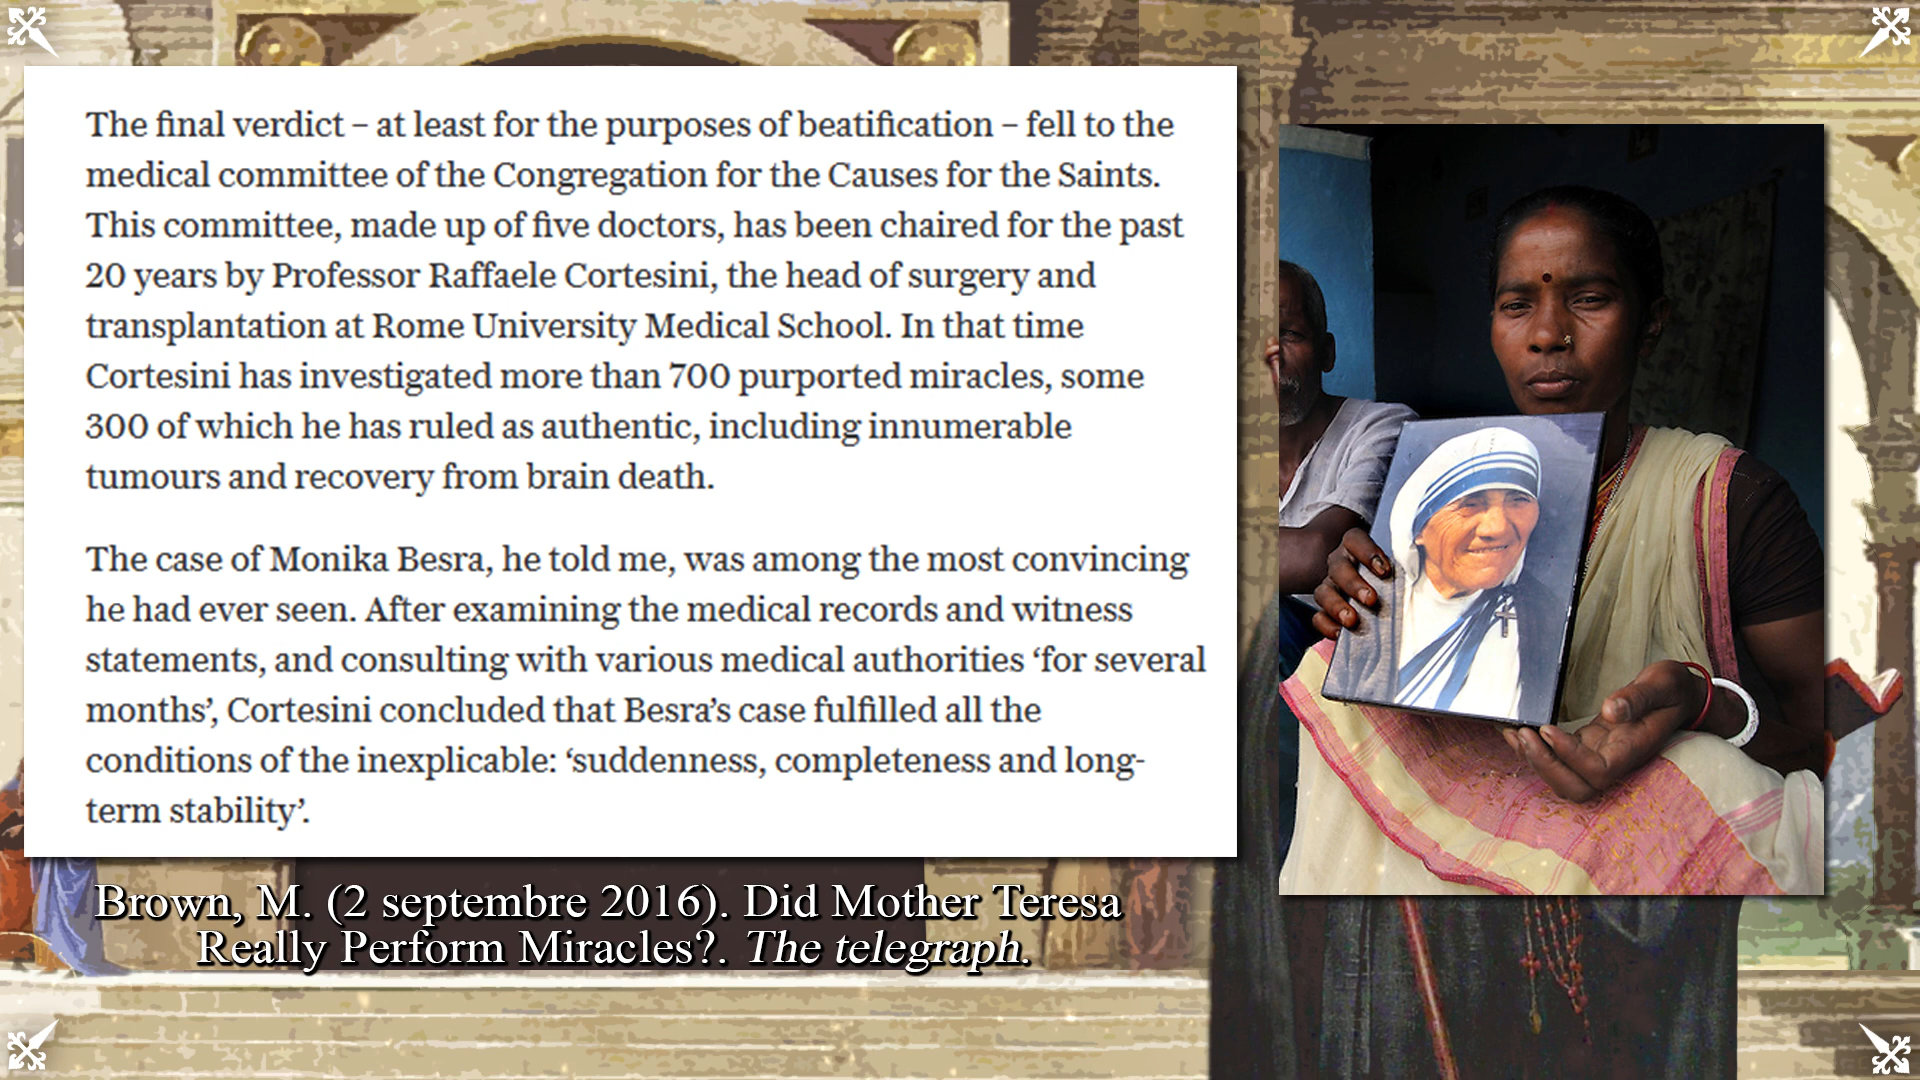 The final verdict – at least for the purposes of beatification – fell to the
medical committee of the Congregation for the Causes for the Saints.
This committee, made up of five doctors, has been chaired for the past
20 years by Professor Raffaele Cortesini, the head of surgery and
transplantation at Rome University Medical School. In that time
Cortesini has investigated more than 700 purported miracles, some
300 of which he has ruled as authentic, including innumerable
tumours and recovery from brain death.
The case of Monika Besra, he told me, was among the most convincing
he had ever seen. After examining the medical records and witness
statements, and consulting with various medical authorities ‘for several
months’, Cortesini concluded that Besra’s case fulfilled all the
conditions of the inexplicable: ‘suddenness, completeness and long-
term stability’.
Brown, M. (2 septembre 2016). Did Mother Teresa
Really Perform Miracles?. The telegraph.